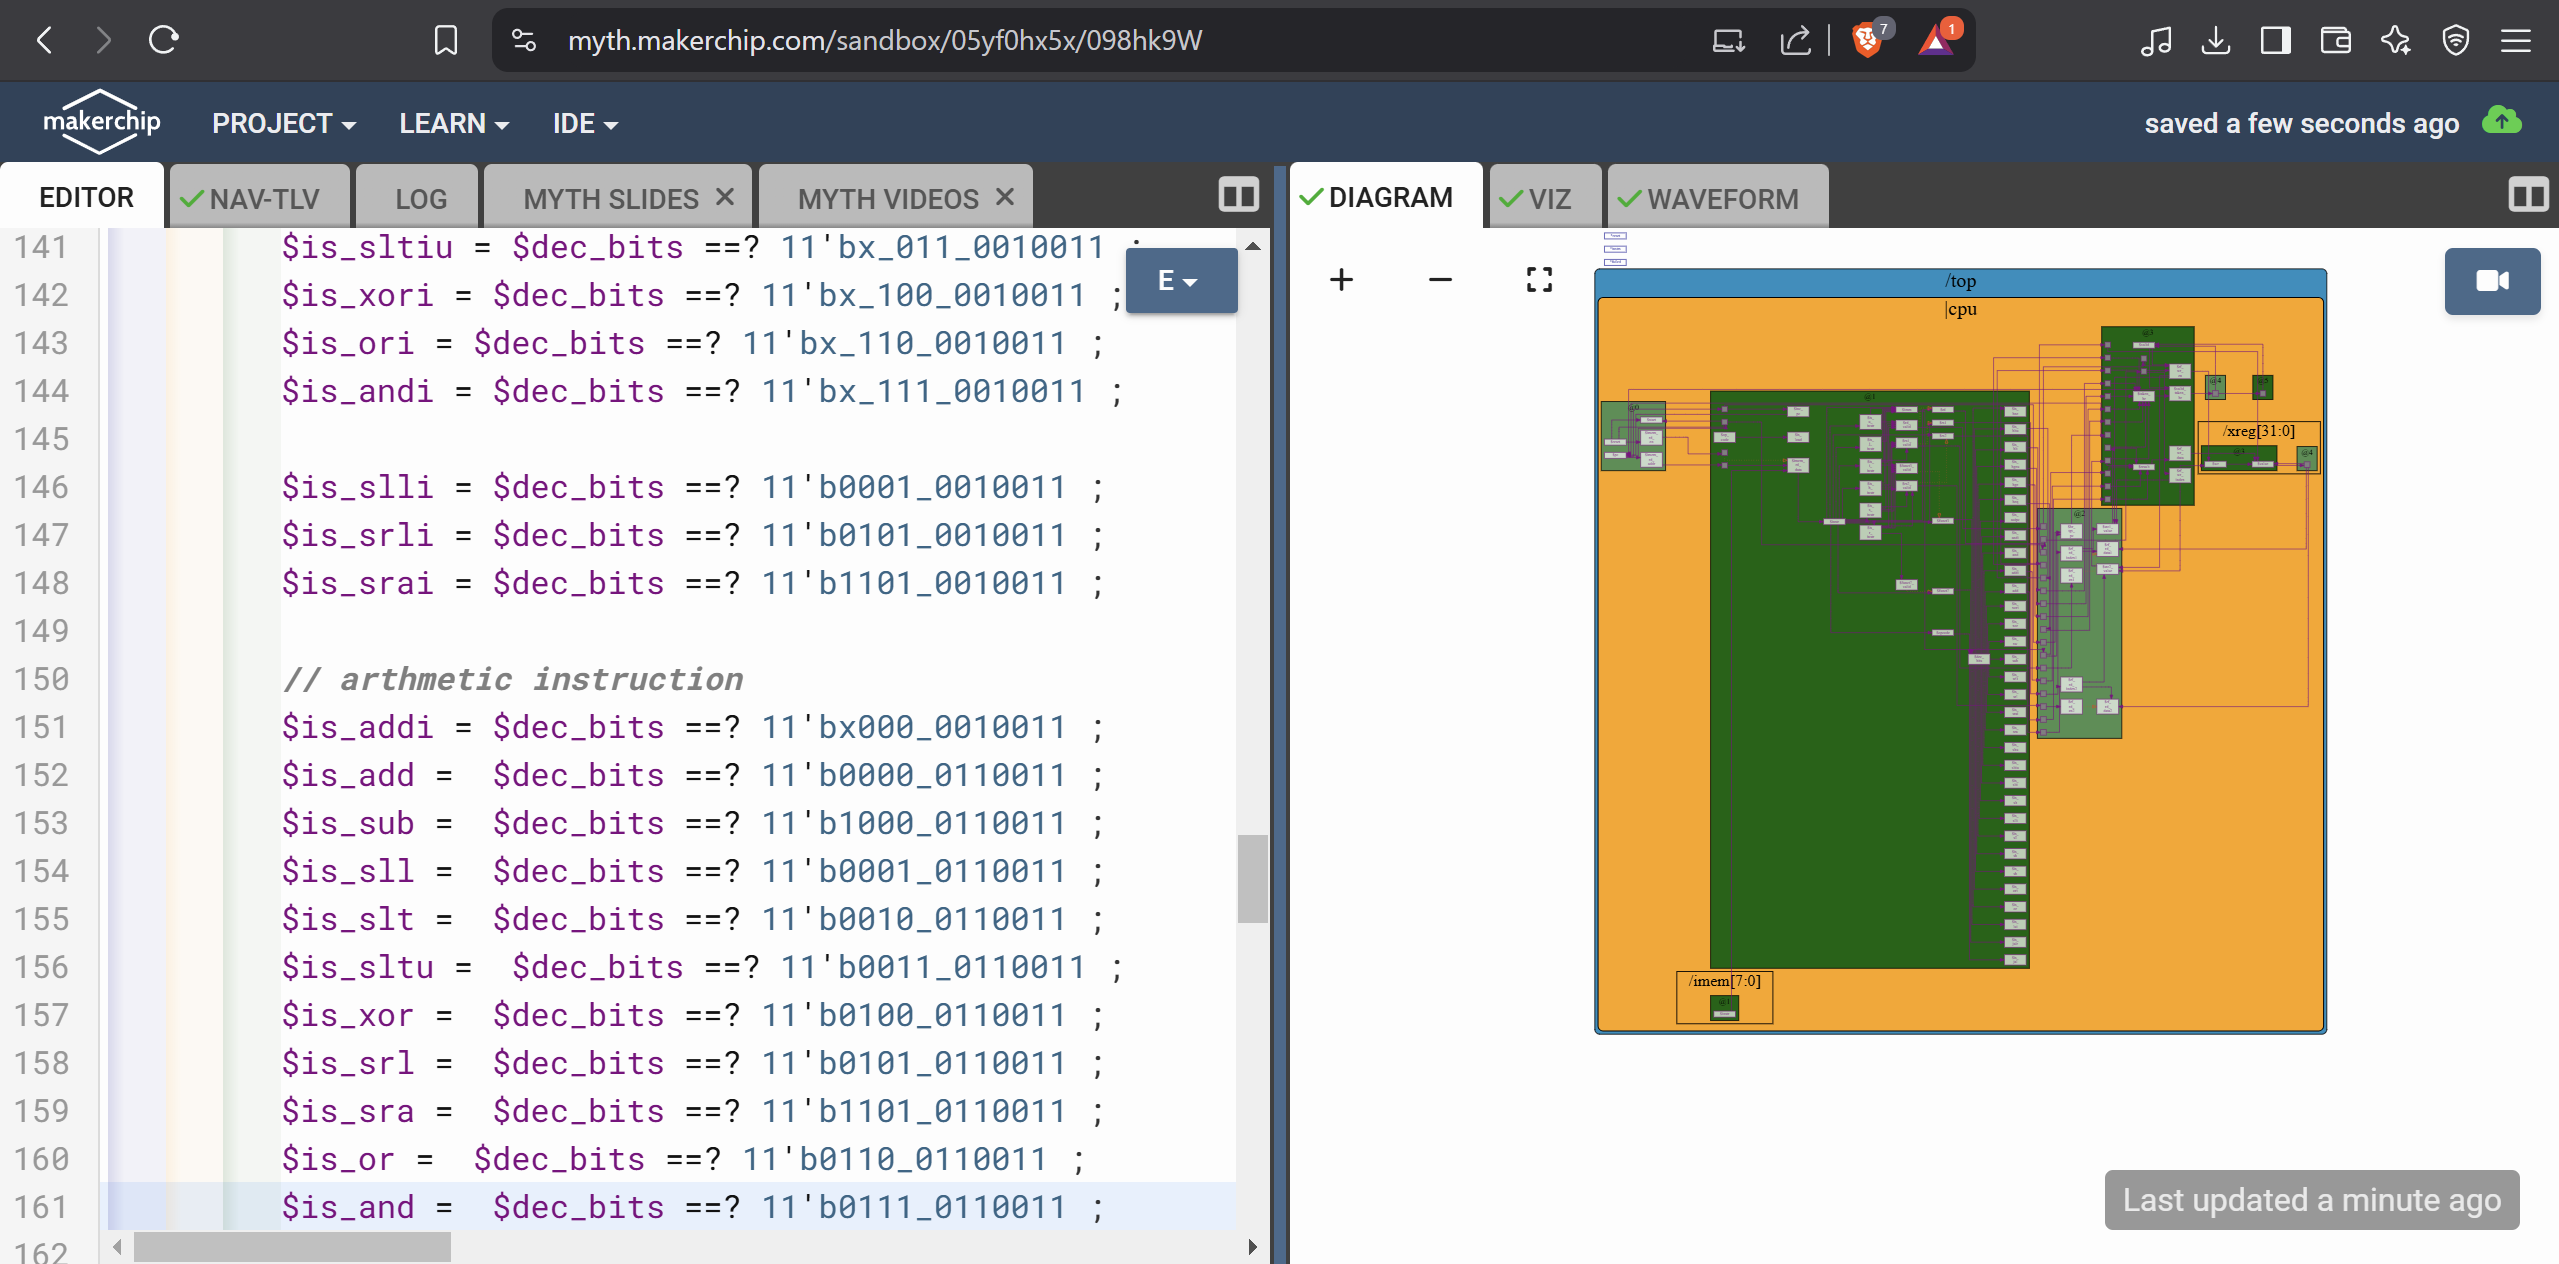 myth.makerchip.com/sandbox/05yf0hx5x/098hk9W
7
1
makerchip
PROJECT
LEARN
IDE
saved a few seconds ago
EDITOR
NAV-TLV
LOG
MYTH SLIDES
MYTH VIDEOS
DIAGRAM
VIZ
WAVEFORM
141 $is_sltiu = $dec_bits ==? 11'bx_011_0010011 ;
E
142 $is_xori = $dec_bits ==? 11'bx_100_0010011 ;
143 $is_ori = $dec_bits ==? 11'bx_110_0010011 ;
144 $is_andi = $dec_bits ==? 11'bx_111_0010011 ;
145
146 $is_slli = $dec_bits ==? 11'b0001_0010011 ;
147 $is_srli = $dec_bits ==? 11'b0101_0010011 ;
148 $is_srai = $dec_bits ==? 11'b1101_0010011 ;
149
150 // arthmetic instruction
151 $is_addi = $dec_bits ==? 11'bx000_0010011 ;
152 $is_add =  $dec_bits ==? 11'b0000_0110011 ;
153 $is_sub =  $dec_bits ==? 11'b1000_0110011 ;
154 $is_sll =  $dec_bits ==? 11'b0001_0110011 ;
155 $is_slt =  $dec_bits ==? 11'b0010_0110011 ;
156 $is_sltu =  $dec_bits ==? 11'b0011_0110011 ;
157 $is_xor =  $dec_bits ==? 11'b0100_0110011 ;
158 $is_srl =  $dec_bits ==? 11'b0101_0110011 ;
159 $is_sra =  $dec_bits ==? 11'b1101_0110011 ;
160 $is_or =  $dec_bits ==? 11'b0110_0110011 ;
161 $is_and =  $dec_bits ==? 11'b0111_0110011 ;
162
/top
|cpu
/xreg[31:0]
/imem[7:0]
Last updated a minute ago